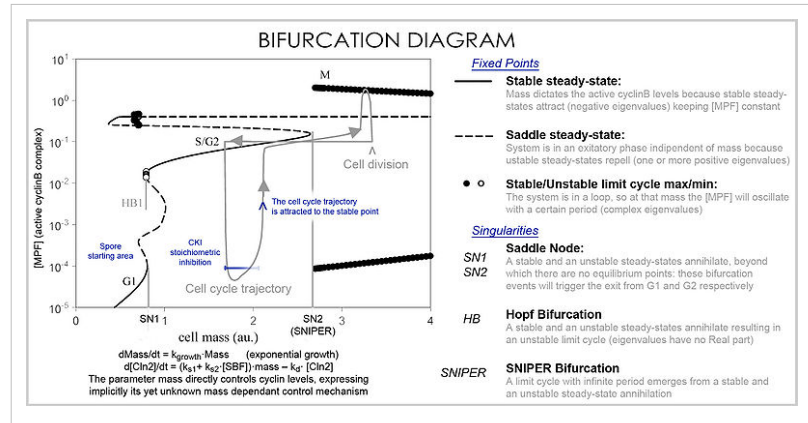 BIFURCATION DIAGRAM
10¹
10⁰
10⁻¹
10⁻²
10⁻³
10⁻⁴
10⁻⁵
[MPF] (active cyclinB complex)
M
S/G2
Cell division
HB1
The cell cycle trajectory
is attracted to the stable point
Spore
starting area
CKI
stoichiometric
inhibition
G1
Cell cycle trajectory
0
SN1
1
2
SN2
(SNIPER)
3
4
cell mass (au.)
dMass/dt = kgrowth·Mass (exponential growth)
d[Cln2]/dt = (ks1+ ks2·[SBF])·mass – kd· [Cln2]
The parameter mass directly controls cyclin levels, expressing
implicitly its yet unknown mass dependant control mechanism
Fixed Points
Stable steady-state:
Mass dictates the active cyclinB levels because stable steady-
states attract (negative eigenvalues) keeping [MPF] constant
Saddle steady-state:
System is in an exitatory phase indipendent of mass because
ustable steady-states repell (one or more positive eigenvalues)
Stable/Unstable limit cycle max/min:
The system is in a loop, so at that mass the [MPF] will oscillate
with a certain period (complex eigenvalues)
Singularities
SN1
SN2
Saddle Node:
A stable and an unstable steady-states annihilate, beyond
which there are no equilibrium points: these bifurcation
events will trigger the exit from G1 and G2 respectively
HB
Hopf Bifurcation
A stable and an unstable steady-states annihilate resulting in
an unstable limit cycle (eigenvalues have no Real part)
SNIPER
SNIPER Bifurcation
A limit cycle with infinite period emerges from a stable and
an unstable steady-state annihilation